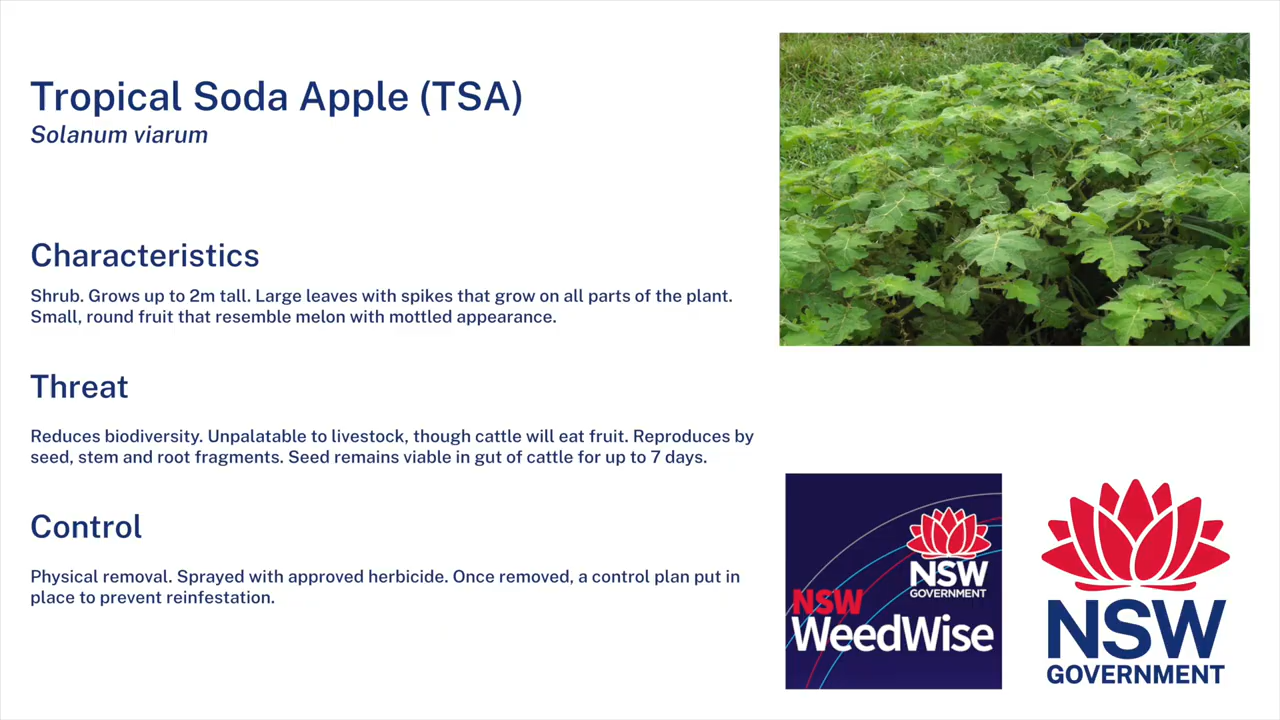 Tropical Soda Apple (TSA)
Solanum viarum
Characteristics
Shrub. Grows up to 2m tall. Large leaves with spikes that grow on all parts of the plant.
Small, round fruit that resemble melon with mottled appearance.
Threat
Reduces biodiversity. Unpalatable to livestock, though cattle will eat fruit. Reproduces by
seed, stem and root fragments. Seed remains viable in gut of cattle for up to 7 days.
Control
Physical removal. Sprayed with approved herbicide. Once removed, a control plan put in
place to prevent reinfestation.
NSW
GOVERNMENT
NSW
WeedWise
NSW
GOVERNMENT